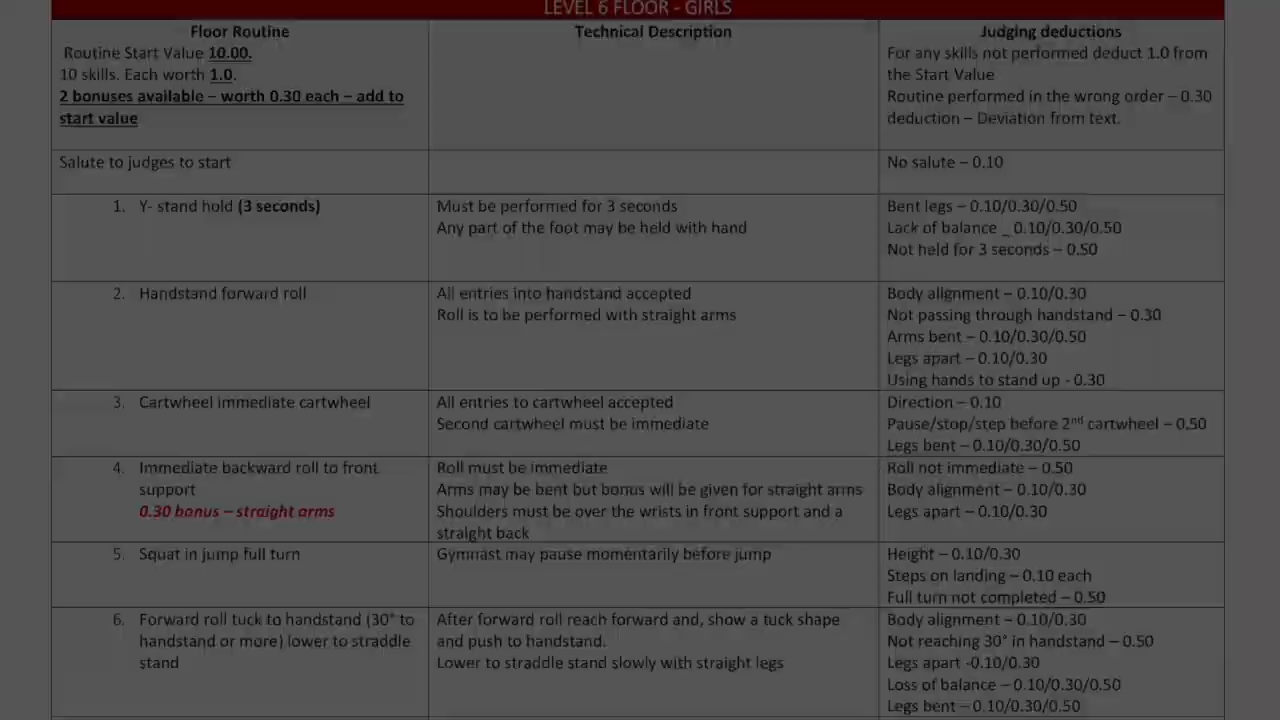 LEVEL 6 FLOOR - GIRLS
Floor Routine
Routine Start Value 10.00.
10 skills. Each worth 1.0.
2 bonuses available – worth 0.30 each – add to
start value
Technical Description
Judging deductions
For any skills not performed deduct 1.0 from
the Start Value
Routine performed in the wrong order – 0.30
deduction – Deviation from text.
Salute to judges to start
No salute – 0.10
1. Y- stand hold (3 seconds)
Must be performed for 3 seconds
Any part of the foot may be held with hand
Bent legs – 0.10/0.30/0.50
Lack of balance _ 0.10/0.30/0.50
Not held for 3 seconds – 0.50
2. Handstand forward roll
All entries into handstand accepted
Roll is to be performed with straight arms
Body alignment – 0.10/0.30
Not passing through handstand – 0.30
Arms bent – 0.10/0.30/0.50
Legs apart – 0.10/0.30
Using hands to stand up - 0.30
3. Cartwheel immediate cartwheel
All entries to cartwheel accepted
Second cartwheel must be immediate
Direction – 0.10
Pause/stop/step before 2nd cartwheel – 0.50
Legs bent – 0.10/0.30/0.50
4. Immediate backward roll to front
support
0.30 bonus – straight arms
Roll must be immediate
Arms may be bent but bonus will be given for straight arms
Shoulders must be over the wrists in front support and a
straight back
Roll not immediate – 0.50
Body alignment – 0.10/0.30
Legs apart – 0.10/0.30
5. Squat in jump full turn
Gymnast may pause momentarily before jump
Height – 0.10/0.30
Steps on landing – 0.10 each
Full turn not completed – 0.50
6. Forward roll tuck to handstand (30° to
handstand or more) lower to straddle
stand
After forward roll reach forward and, show a tuck shape
and push to handstand.
Lower to straddle stand slowly with straight legs
Body alignment – 0.10/0.30
Not reaching 30° in handstand – 0.50
Legs apart -0.10/0.30
Loss of balance – 0.10/0.30/0.50
Legs bent – 0.10/0.30/0.50